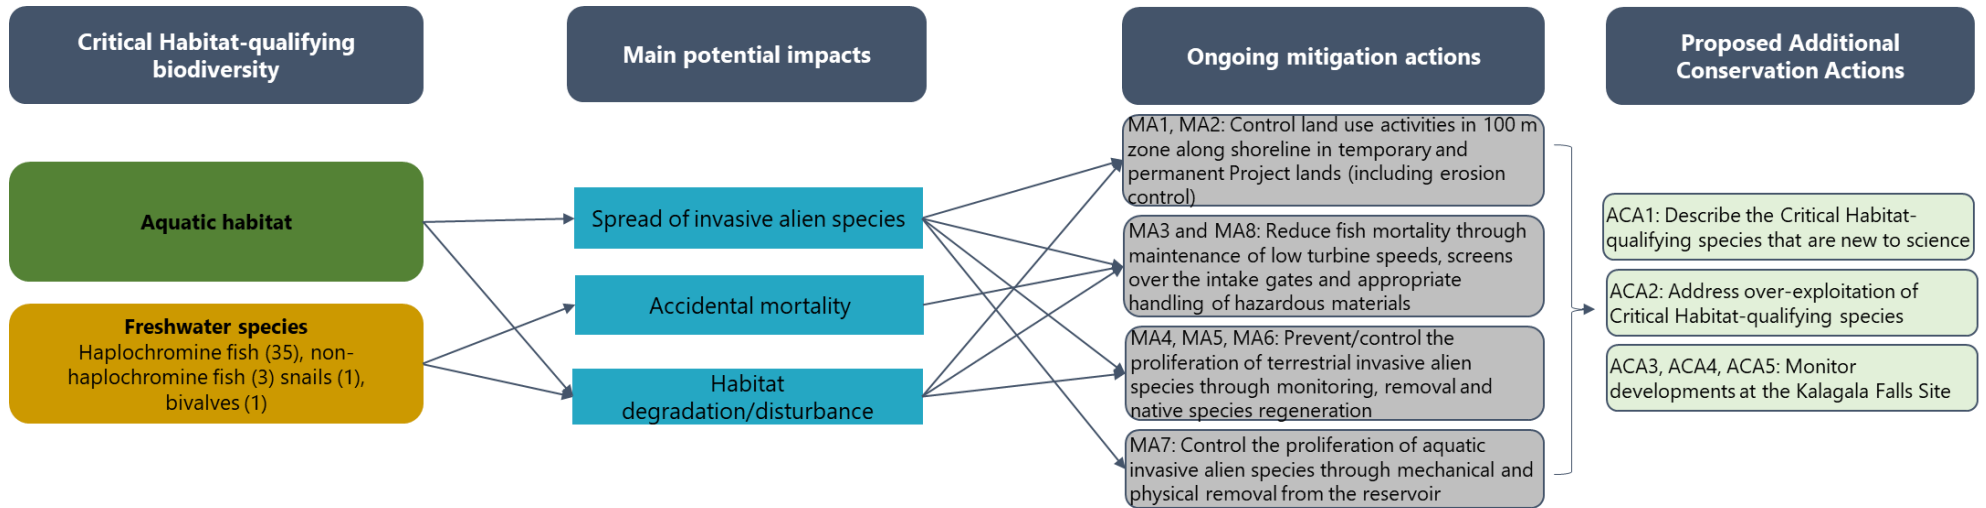 Critical Habitat-qualifying
biodiversity
Main potential impacts
Ongoing mitigation actions
Proposed Additional
Conservation Actions
Aquatic habitat
Freshwater species
Haplochromine fish (35), non-
haplochromine fish (3) snails (1),
bivalves (1)
Spread of invasive alien species
Accidental mortality
Habitat
degradation/disturbance
MA1, MA2: Control land use activities in 100 m
zone along shoreline in temporary and
permanent Project lands (including erosion
control)
MA3 and MA8: Reduce fish mortality through
maintenance of low turbine speeds, screens
over the intake gates and appropriate
handling of hazardous materials
MA4, MA5, MA6: Prevent/control the
proliferation of terrestrial invasive alien
species through monitoring, removal and
native species regeneration
MA7: Control the proliferation of aquatic
invasive alien species through mechanical and
physical removal from the reservoir
ACA1: Describe the Critical Habitat-
qualifying species that are new to science
ACA2: Address over-exploitation of
Critical Habitat-qualifying species
ACA3, ACA4, ACA5: Monitor
developments at the Kalagala Falls Site